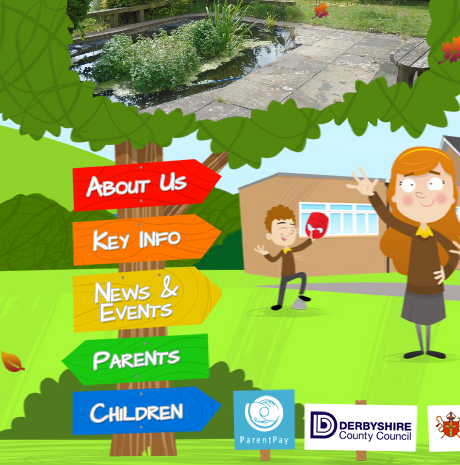 About Us
Key Info
News &
Events
Parents
Children
ParentPay
DERBYSHIRE
County Council